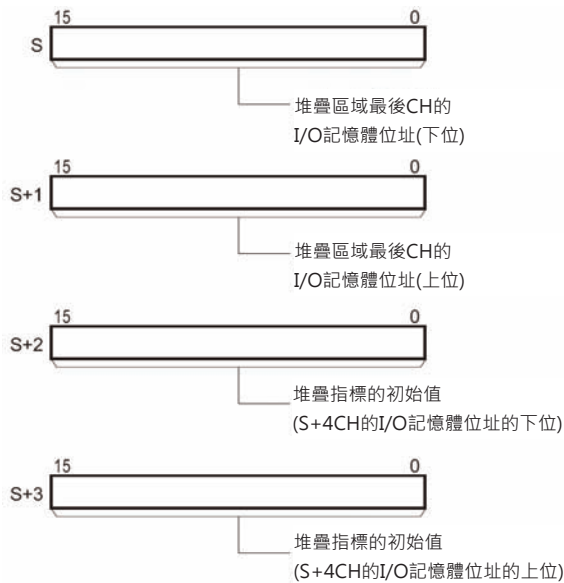 15 0
S
堆疊區域最後CH的
I/O記憶體位址(下位)
15 0
S+1
堆疊區域最後CH的
I/O記憶體位址(上位)
15 0
S+2
堆疊指標的初始值
(S+4CH的I/O記憶體位址的下位)
15 0
S+3
堆疊指標的初始值
(S+4CH的I/O記憶體位址的上位)